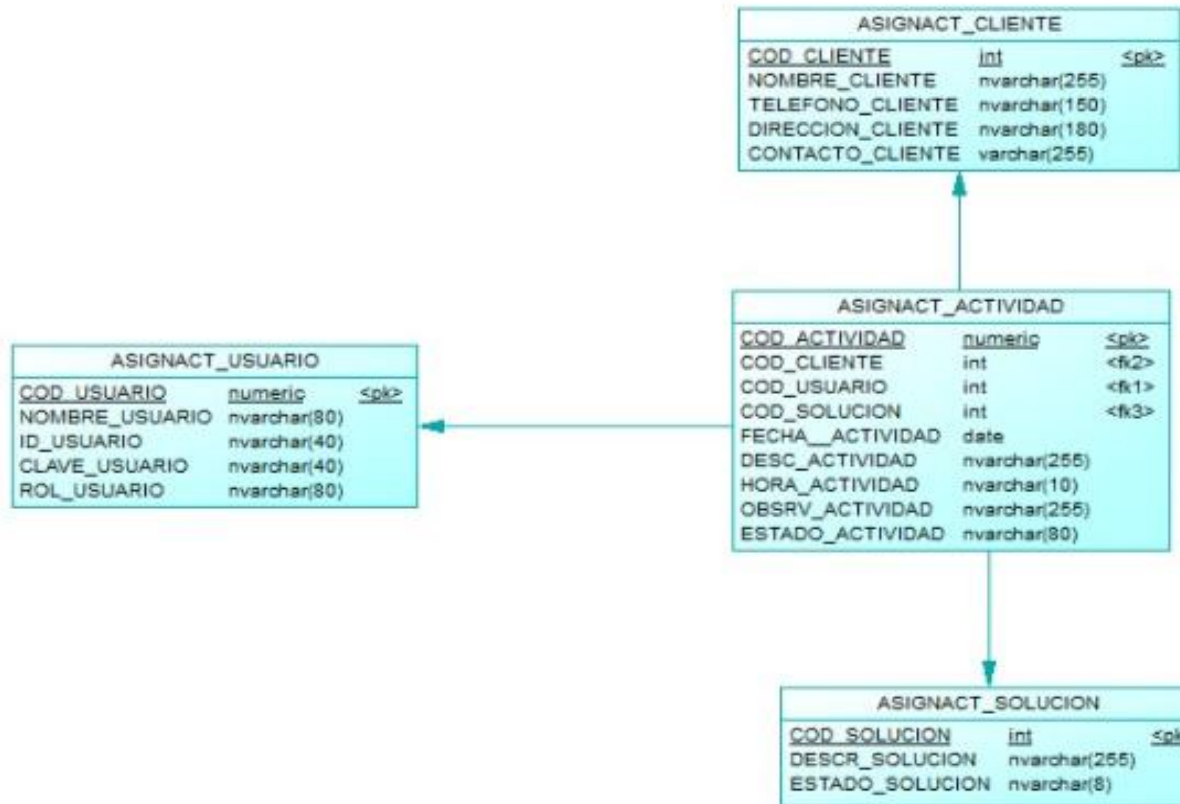 ASIGNACT_CLIENTE
COD_CLIENTE int <pk>
NOMBRE_CLIENTE nvarchar(255)
TELEFONO_CLIENTE nvarchar(150)
DIRECCION_CLIENTE nvarchar(180)
CONTACTO_CLIENTE varchar(255)
ASIGNACT_USUARIO
COD_USUARIO numeric <pk>
NOMBRE_USUARIO nvarchar(80)
ID_USUARIO nvarchar(40)
CLAVE_USUARIO nvarchar(40)
ROL_USUARIO nvarchar(80)
ASIGNACT_ACTIVIDAD
COD_ACTIVIDAD numeric <pk>
COD_CLIENTE int <fk2>
COD_USUARIO int <fk1>
COD_SOLUCION int <fk3>
FECHA__ACTIVIDAD date
DESC_ACTIVIDAD nvarchar(255)
HORA_ACTIVIDAD nvarchar(10)
OBSRV_ACTIVIDAD nvarchar(255)
ESTADO_ACTIVIDAD nvarchar(80)
ASIGNACT_SOLUCION
COD_SOLUCION int <pk
DESCR_SOLUCION nvarchar(255)
ESTADO_SOLUCION nvarchar(8)